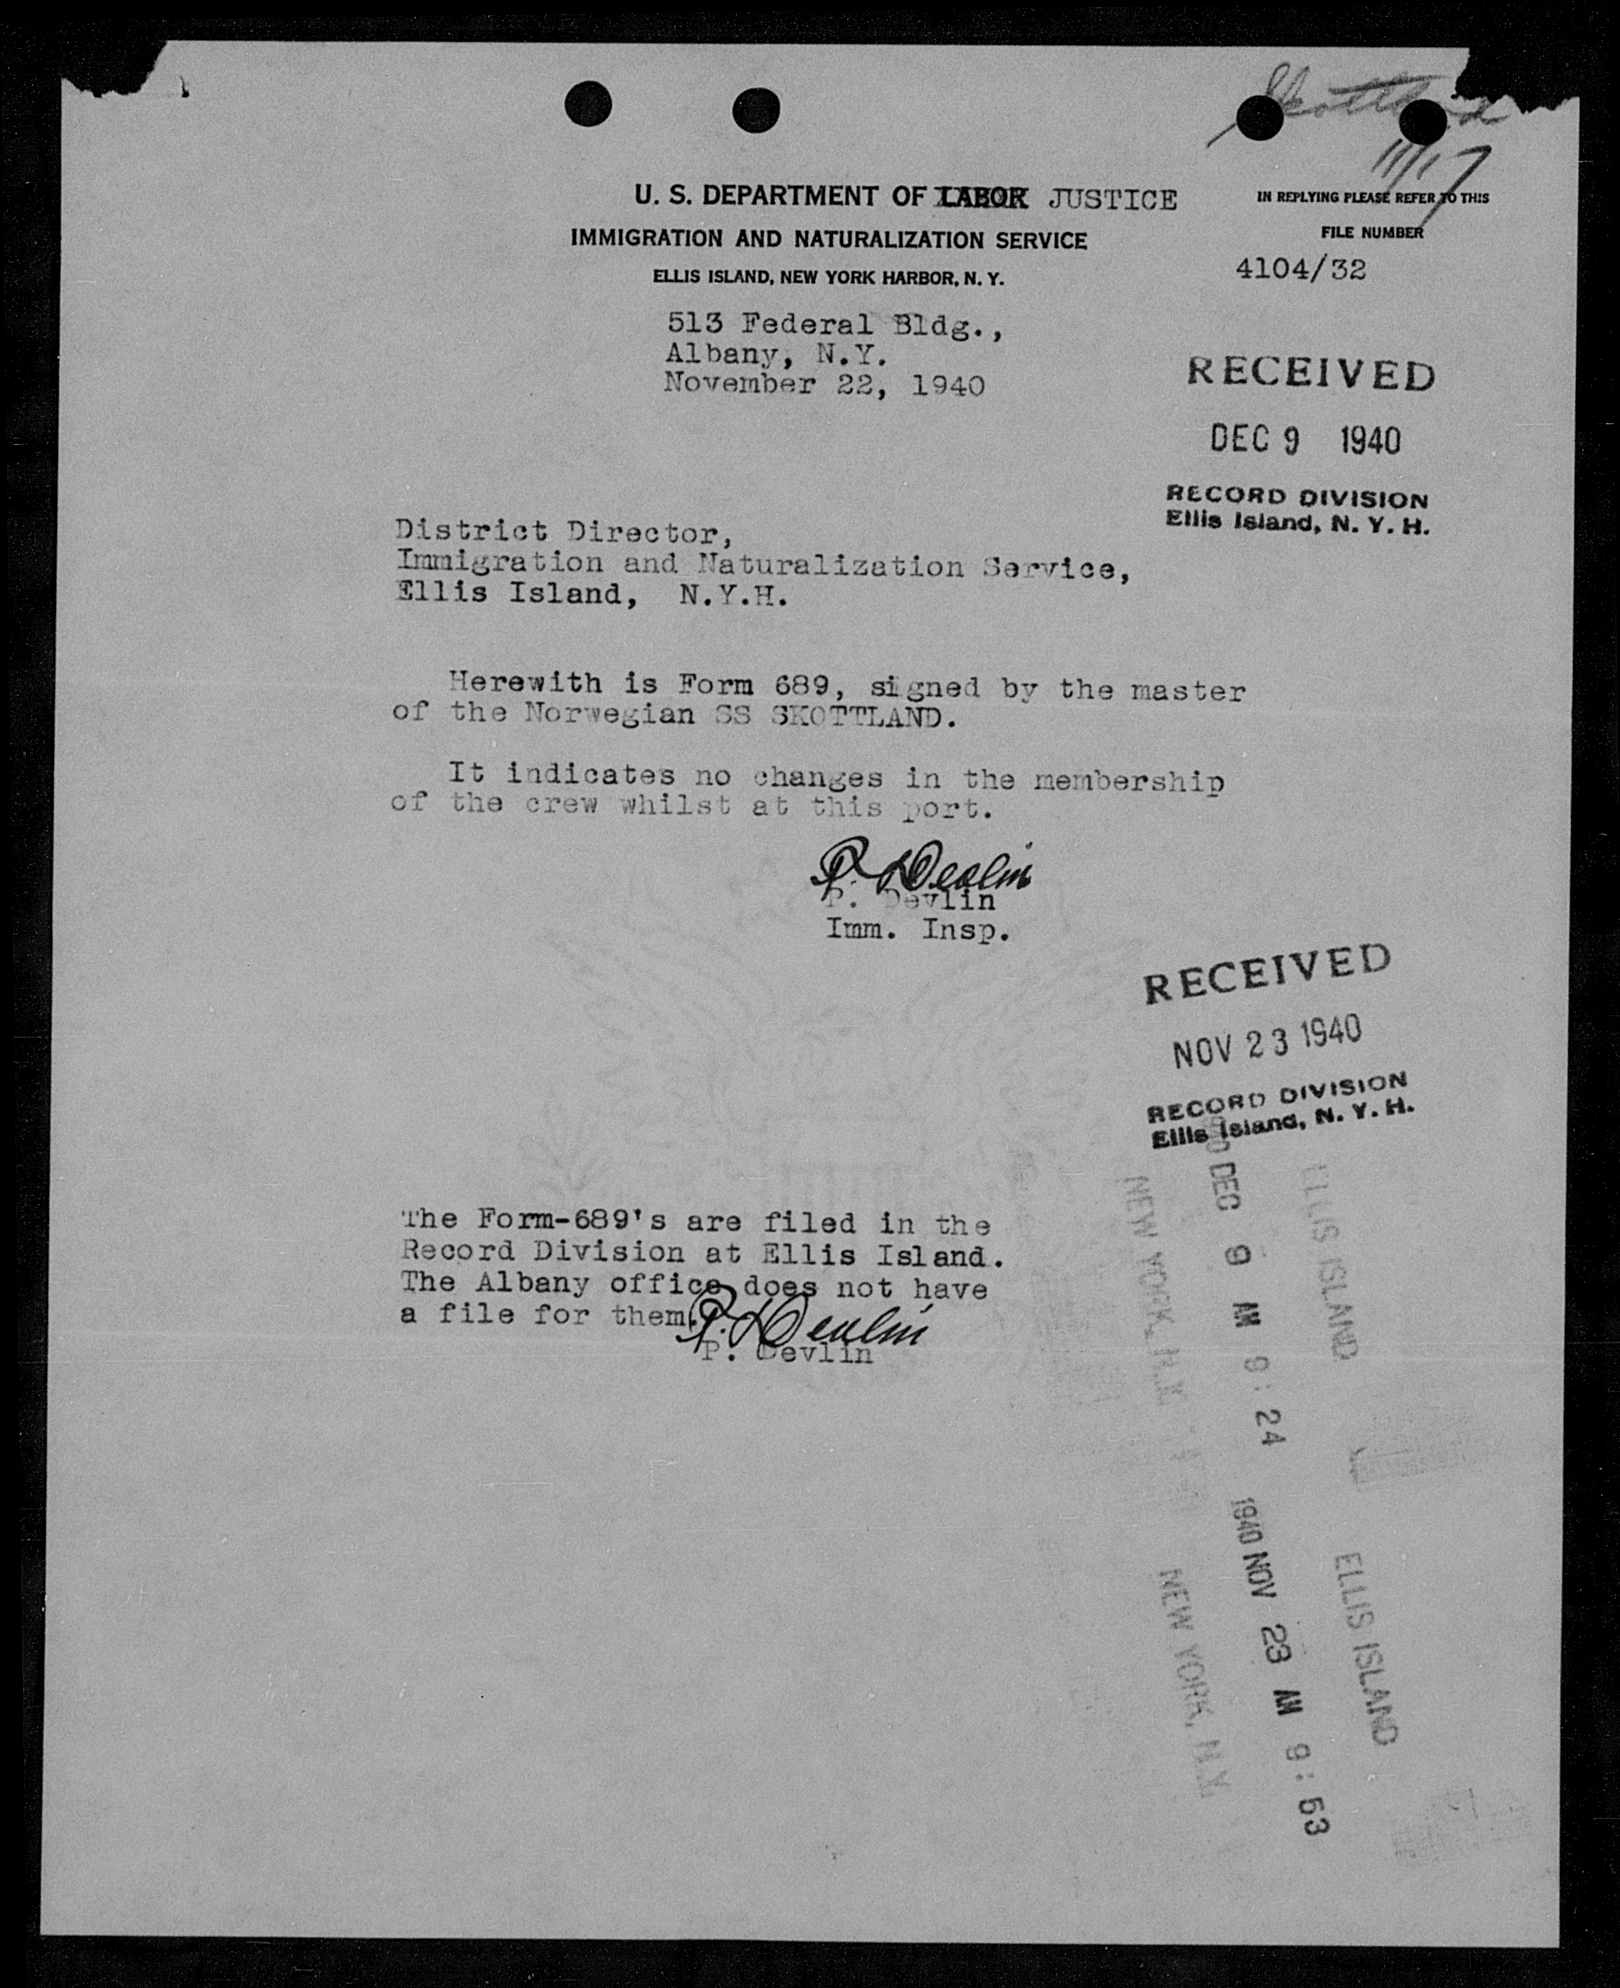 Skottland
11/17
U. S. DEPARTMENT OF LABOR JUSTICE
IMMIGRATION AND NATURALIZATION SERVICE
ELLIS ISLAND, NEW YORK HARBOR, N. Y.
IN REPLYING PLEASE REFER TO THIS
FILE NUMBER
4104/32
513 Federal Bldg.,
Albany, N.Y.
November 22, 1940
RECEIVED
DEC 9 1940
RECORD DIVISION
Ellis Island, N. Y. H.
District Director,
Immigration and Naturalization Service,
Ellis Island, N.Y.H.
Herewith is Form 689, signed by the master
of the Norwegian SS SKOTTLAND.
It indicates no changes in the membership
of the crew whilst at this port.
P. Devlin
P. Devlin
Imm. Insp.
RECEIVED
NOV 23 1940
RECORD DIVISION
Ellis Island, N. Y. H.
The Form-689's are filed in the
Record Division at Ellis Island.
The Albany office does not have
a file for them.
P. Devlin
P. Devlin
ELLIS ISLAND
DEC 9 AM 9:24
NEW YORK, N.Y.
ELLIS ISLAND
1940 NOV 23 AM 9:53
NEW YORK, N.Y.